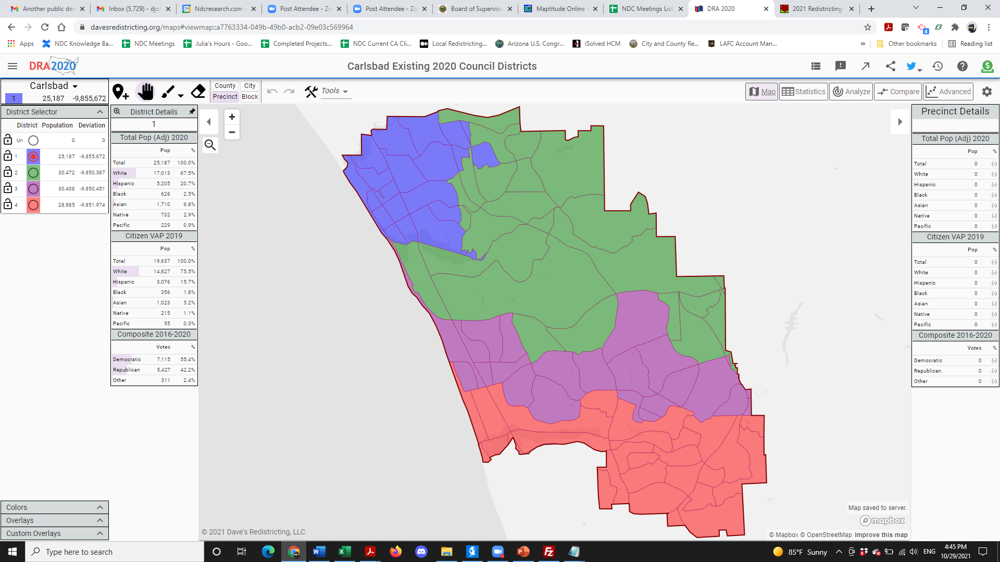 Another public dea
Inbox (5,729) - djol
Ndcresearch.com -
Post Attendee - Zo
Post Attendee - Zo
Board of Supervisc
Maptitude Online
NDC Meetings List
DRA 2020
2021 Redistricting
davesredistricting.org/maps#viewmap::a7763334-049b-49b0-acb2-09e03c569964
4
Apps
NDC Knowledge Ba...
NDC Meetings
Julia's Hours - Goo...
Completed Projects...
NDC Current CA Cli...
Local Redistricting...
Arizona U.S. Congr...
iSolved HCM
City and County Re...
LAFC Account Man...
Other bookmarks
Reading list
DRA2020
Carlsbad Existing 2020 Council Districts
Carlsbad
1 25,187 -9,855,672
County City
Precinct Block
Tools
Map
Statistics
Analyze
Compare
Advanced
District Selector
District Population Deviation
Un 0 0
1 25,187 -9,855,672
2 30,472 -9,850,387
3 30,408 -9,850,451
4 28,885 -9,851,974
Colors
Overlays
Custom Overlays
District Details
1
Total Pop (Adj) 2020
Pop %
Total 25,187 100.0%
White 17,013 67.5%
Hispanic 5,205 20.7%
Black 628 2.5%
Asian 1,710 6.8%
Native 732 2.9%
Pacific 229 0.9%
Citizen VAP 2019
Pop %
Total 19,637 100.0%
White 14,827 75.5%
Hispanic 3,076 15.7%
Black 356 1.8%
Asian 1,023 5.2%
Native 215 1.1%
Pacific 55 0.3%
Composite 2016-2020
Votes %
Democratic 7,115 55.4%
Republican 5,427 42.2%
Other 311 2.4%
Precinct Details
Total Pop (Adj) 2020
Pop %
Total 0 (-)
White 0 (-)
Hispanic 0 (-)
Black 0 (-)
Asian 0 (-)
Native 0 (-)
Pacific 0 (-)
Citizen VAP 2019
Pop %
Total 0 (-)
White 0 (-)
Hispanic 0 (-)
Black 0 (-)
Asian 0 (-)
Native 0 (-)
Pacific 0 (-)
Composite 2016-2020
Votes %
Democratic 0 (-)
Republican 0 (-)
Other 0 (-)
Map saved to server.
mapbox
© 2021 Dave's Redistricting, LLC.
© Mapbox © OpenStreetMap Improve this map
Type here to search
85°F Sunny
ENG
4:45 PM
10/29/2021